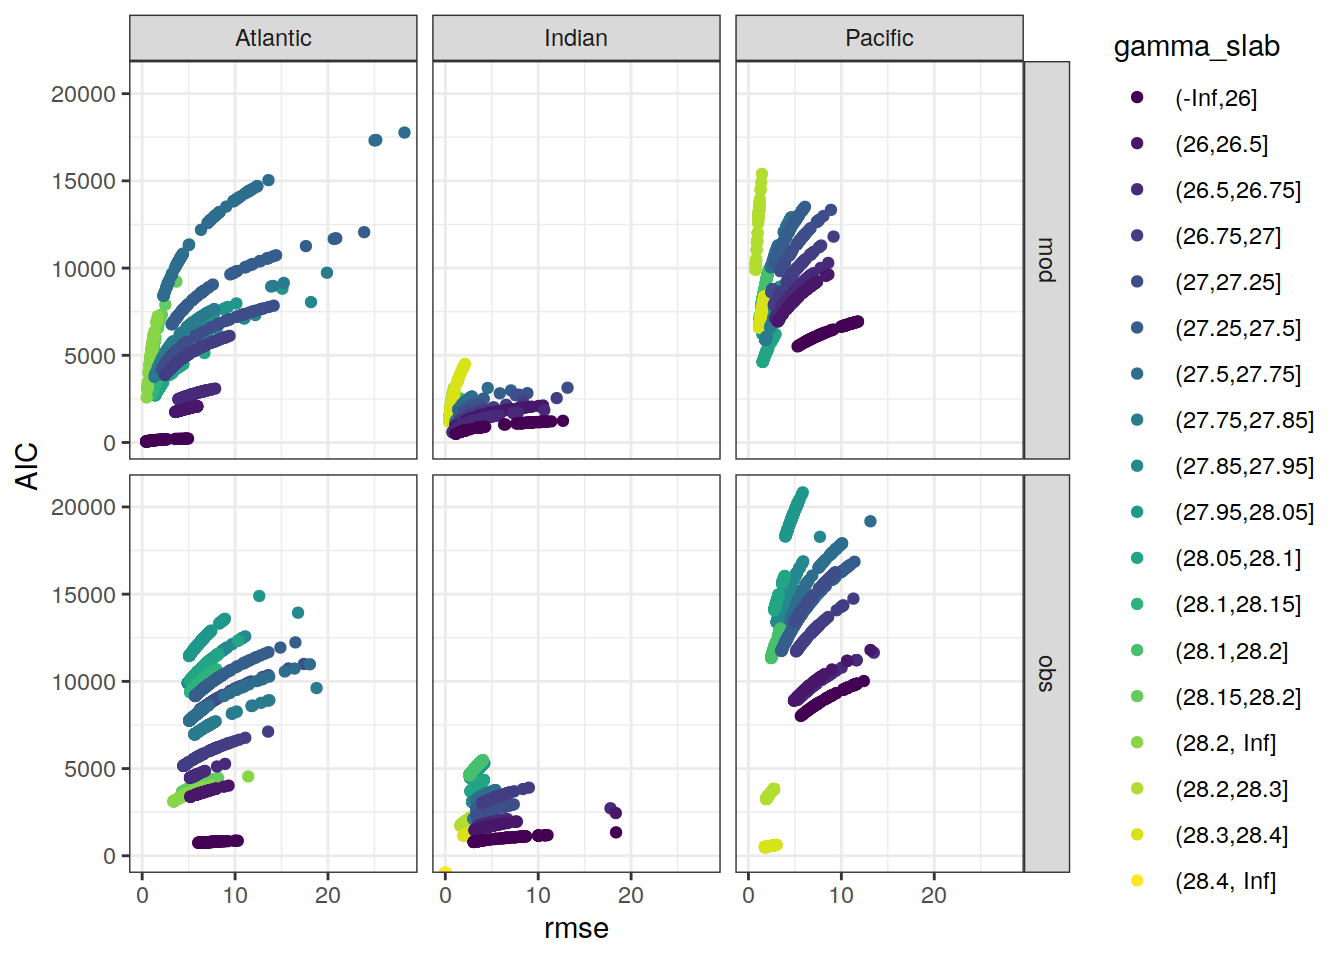 Atlantic Indian Pacific
20000
15000
10000
5000
0
mod
20000
15000
10000
5000
0
obs
0 10 20 0 10 20 0 10 20
rmse
AIC
gamma_slab
(-Inf,26]
(26,26.5]
(26.5,26.75]
(26.75,27]
(27,27.25]
(27.25,27.5]
(27.5,27.75]
(27.75,27.85]
(27.85,27.95]
(27.95,28.05]
(28.05,28.1]
(28.1,28.15]
(28.1,28.2]
(28.15,28.2]
(28.2, Inf]
(28.2,28.3]
(28.3,28.4]
(28.4, Inf]